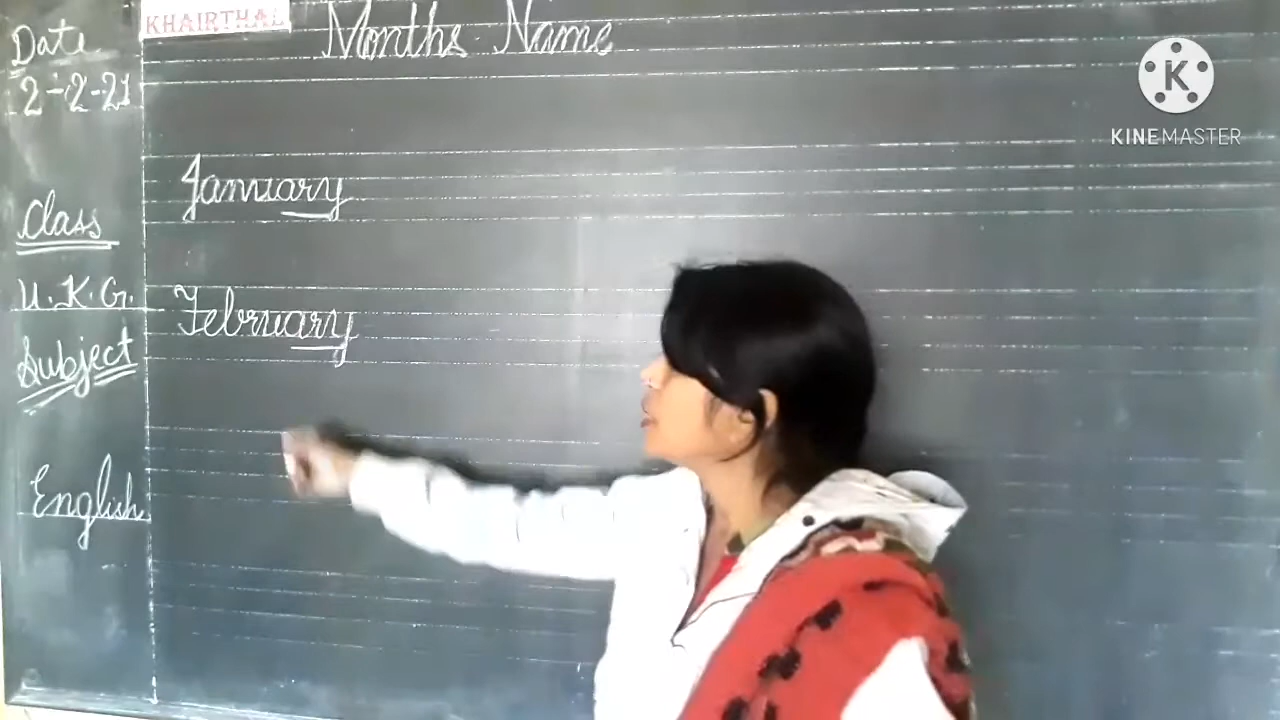 KHAIRTHAL
Months Name
Date
2-2-21
January
Class
U.K.G.
February
Subject
English
K
KINEMASTER